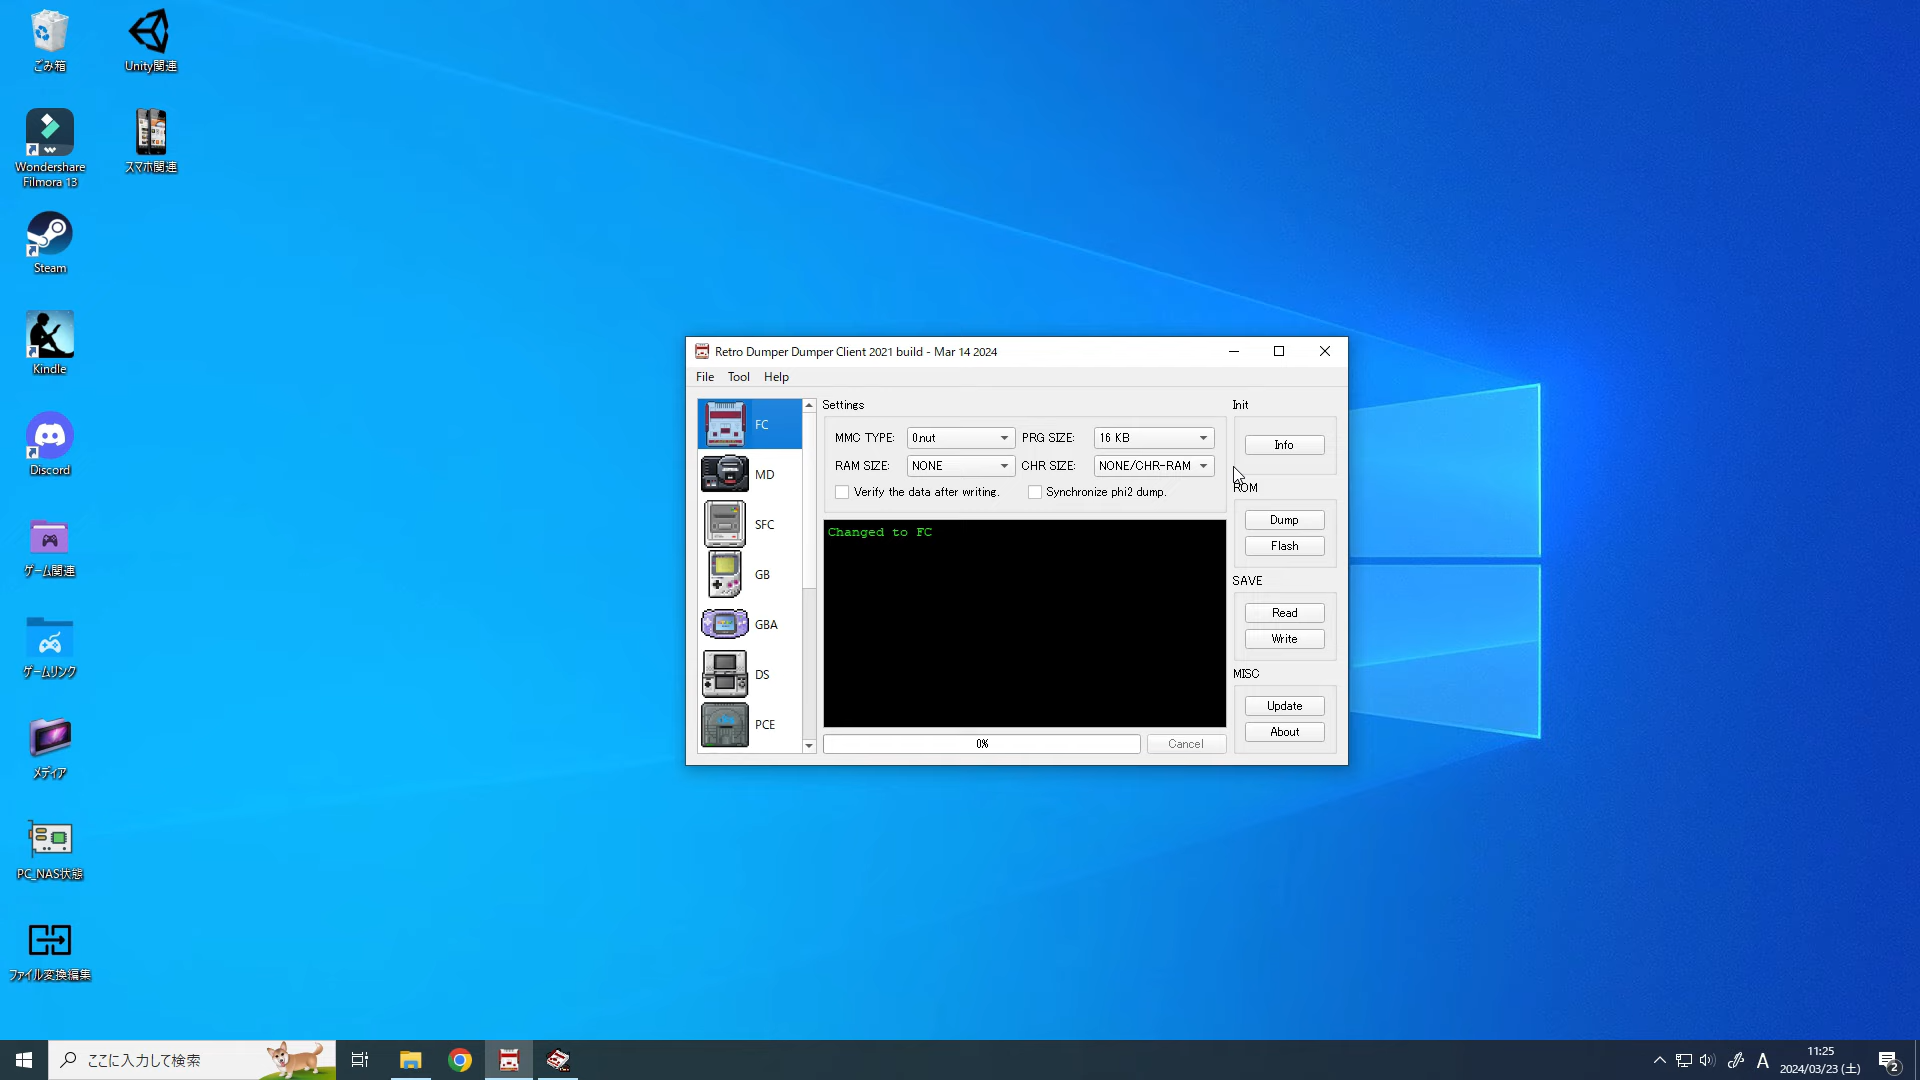 ごみ箱
Unity関連
Wondershare
Filmora 13
スマホ関連
Steam
Kindle
Discord
ゲーム関連
ゲームリンク
メディア
PC_NAS状態
ファイル変換編集
Retro Dumper Dumper Client 2021 build - Mar 14 2024
File Tool Help
FC
MD
SFC
GB
GBA
DS
PCE
Settings
MMC TYPE: 0.nut PRG SIZE: 16 KB
RAM SIZE: NONE CHR SIZE: NONE/CHR-RAM
Verify the data after writing. Synchronize phi2 dump.
Changed to FC
0% Cancel
Init
Info
ROM
Dump
Flash
SAVE
Read
Write
MISC
Update
About
ここに入力して検索
A
11:25
2024/03/23 (土)
2